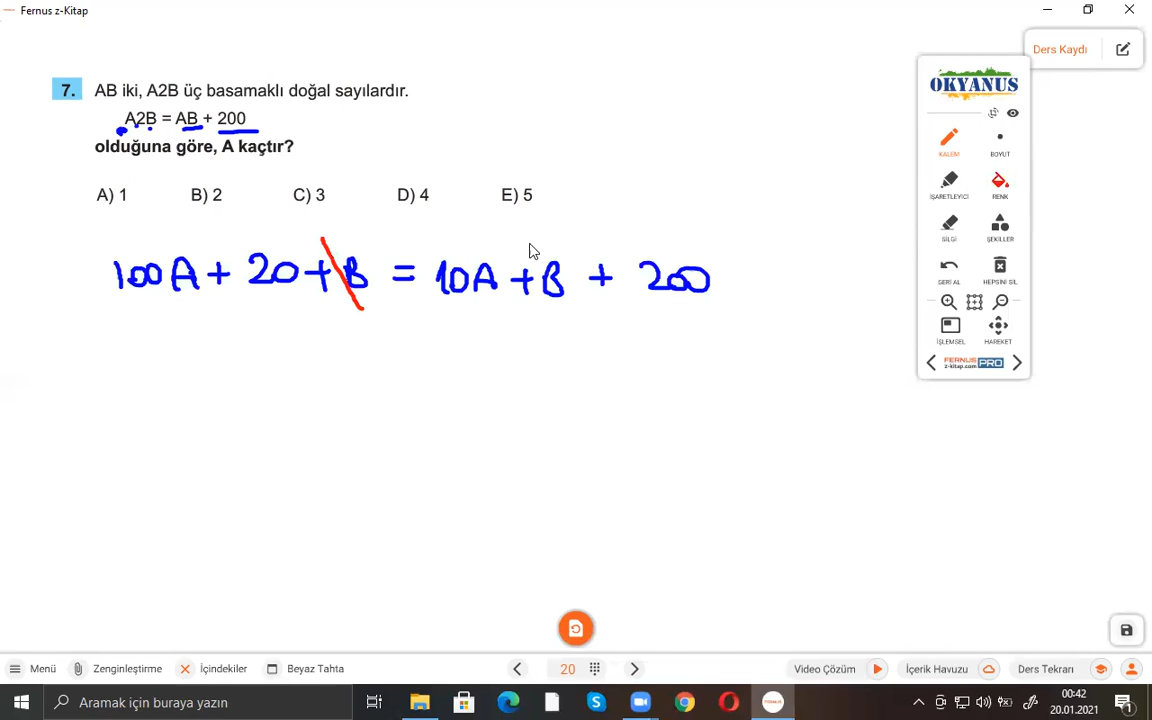 Fernus z-Kitap
Ders Kaydı
7. AB iki, A2B üç basamaklı doğal sayılardır.
A2B = AB + 200
olduğuna göre, A kaçtır?
A) 1 B) 2 C) 3 D) 4 E) 5
100A + 20 + B = 10A + B + 200
OKYANUS
KALEM BOYUT
İŞARETLEYİCİ RENK
SİLGİ ŞEKİLLER
GERİ AL HEPSİNİ SİL
İŞLEMSEL HAREKET
FERNUS
z-kitap.com PRO
Menü Zenginleştirme İçindekiler Beyaz Tahta 20 Video Çözüm İçerik Havuzu Ders Tekrarı
Aramak için buraya yazın 00:42
20.01.2021 1